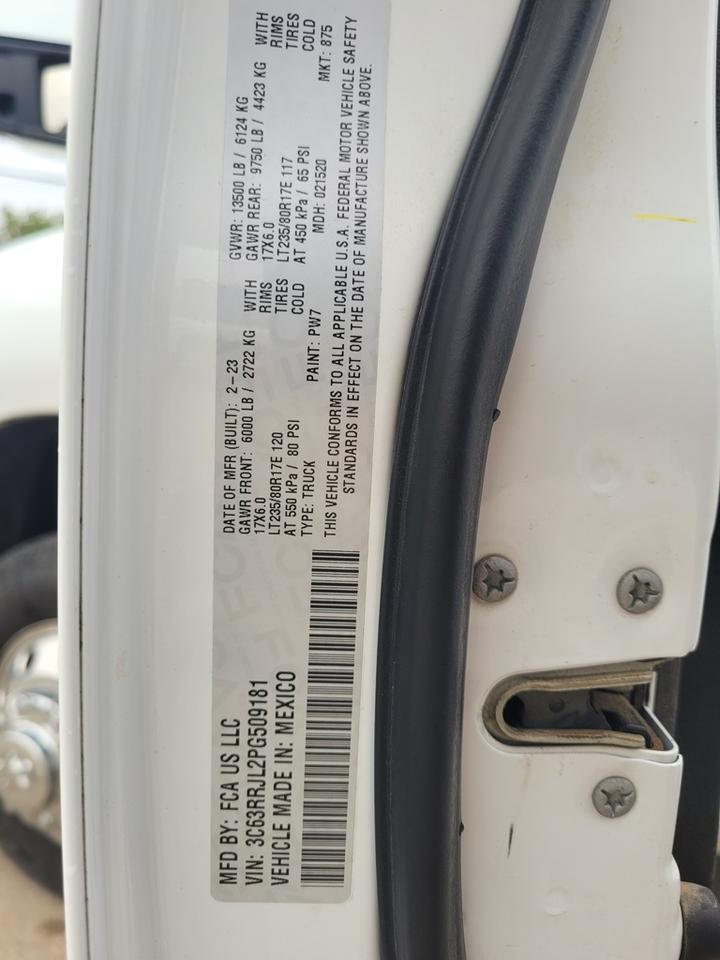 MFD BY: FCA US LLC
VIN: 3C63RRJL2PG509181
VEHICLE MADE IN: MEXICO
DATE OF MFR (BUILT): 2-23 GVWR: 13500 LB / 6124 KG
GAWR FRONT: 6000 LB / 2722 KG WITH GAWR REAR: 9750 LB / 4423 KG WITH
17X6.0 RIMS 17X6.0 RIMS
LT235/80R17E 120 TIRES LT235/80R17E 117 TIRES
AT 550 kPa / 80 PSI COLD AT 450 kPa / 65 PSI COLD
TYPE: TRUCK PAINT: PW7 MDH: 021520 MKT: 875
THIS VEHICLE CONFORMS TO ALL APPLICABLE U.S.A. FEDERAL MOTOR VEHICLE SAFETY
STANDARDS IN EFFECT ON THE DATE OF MANUFACTURE SHOWN ABOVE.